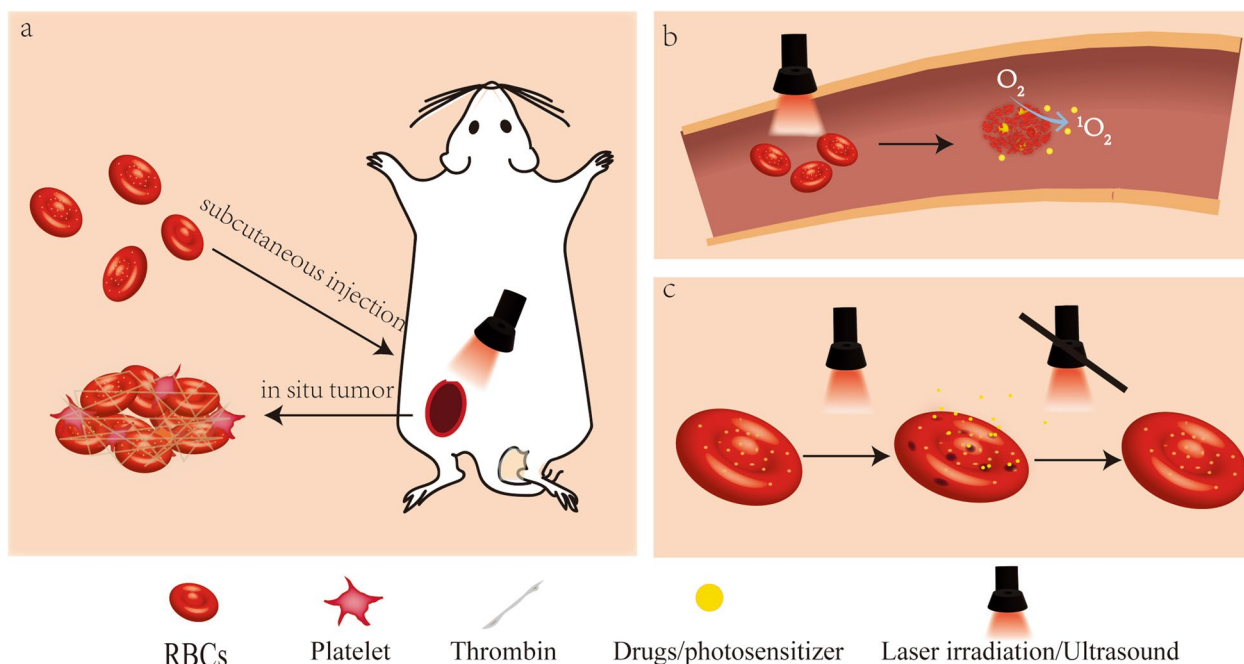 a
subcutaneous injection
in situ tumor
b
O₂
¹O₂
c
RBCs
Platelet
Thrombin
Drugs/photosensitizer
Laser irradiation/Ultrasound